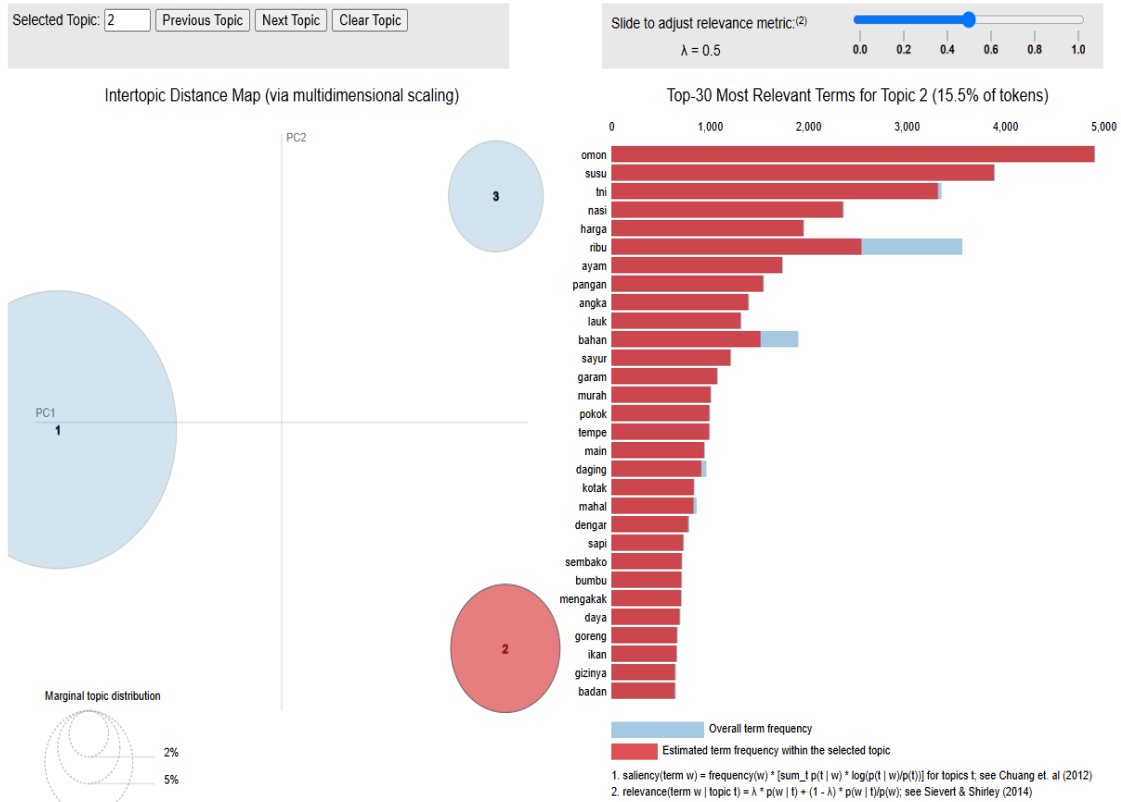 Selected Topic: 2 Previous Topic Next Topic Clear Topic
Slide to adjust relevance metric:(2)
λ = 0.5
0.0 0.2 0.4 0.6 0.8 1.0
Intertopic Distance Map (via multidimensional scaling)
PC2
PC1
3
1
2
Marginal topic distribution
2%
5%
Top-30 Most Relevant Terms for Topic 2 (15.5% of tokens)
0 1,000 2,000 3,000 4,000 5,000
omon
susu
tni
nasi
harga
ribu
ayam
pangan
angka
lauk
bahan
sayur
garam
murah
pokok
tempe
main
daging
kotak
mahal
dengar
sapi
sembako
bumbu
mengakak
daya
goreng
ikan
gizinya
badan
Overall term frequency
Estimated term frequency within the selected topic
1. saliency(term w) = frequency(w) * [sum_t p(t | w) * log(p(t | w)/p(t))] for topics t; see Chuang et. al (2012)
2. relevance(term w | topic t) = λ * p(w | t) + (1 - λ) * p(w | t)/p(w); see Sievert & Shirley (2014)